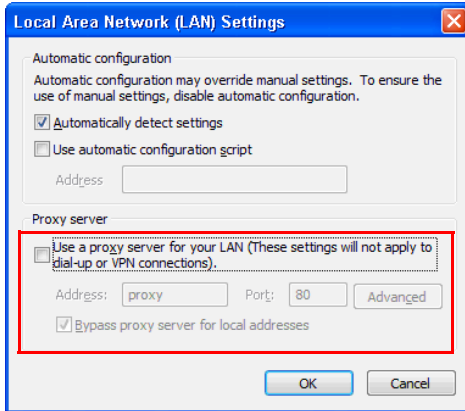 Local Area Network (LAN) Settings
Automatic configuration
Automatic configuration may override manual settings. To ensure the
use of manual settings, disable automatic configuration.
Automatically detect settings
Use automatic configuration script
Address
Proxy server
Use a proxy server for your LAN (These settings will not apply to
dial-up or VPN connections).
Address: proxy Port: 80 Advanced
Bypass proxy server for local addresses
OK Cancel